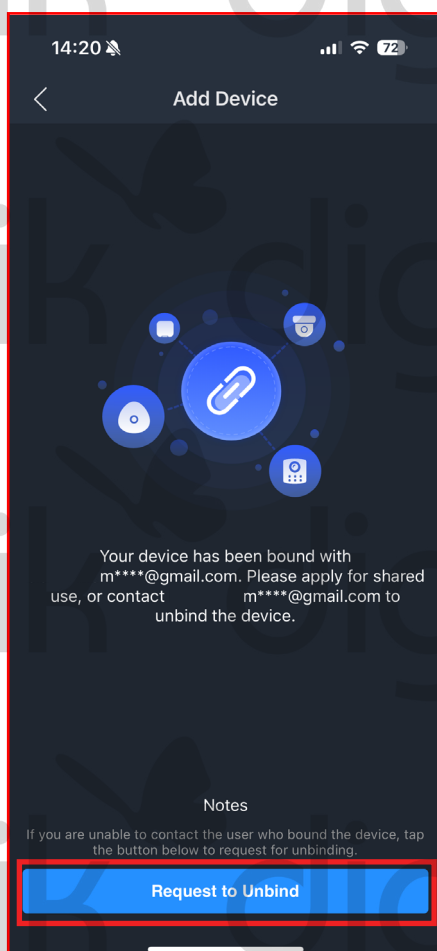 14:20
72
Add Device
Your device has been bound with
m****@gmail.com. Please apply for shared
use, or contact m****@gmail.com to
unbind the device.
Notes
If you are unable to contact the user who bound the device, tap
the button below to request for unbinding.
Request to Unbind